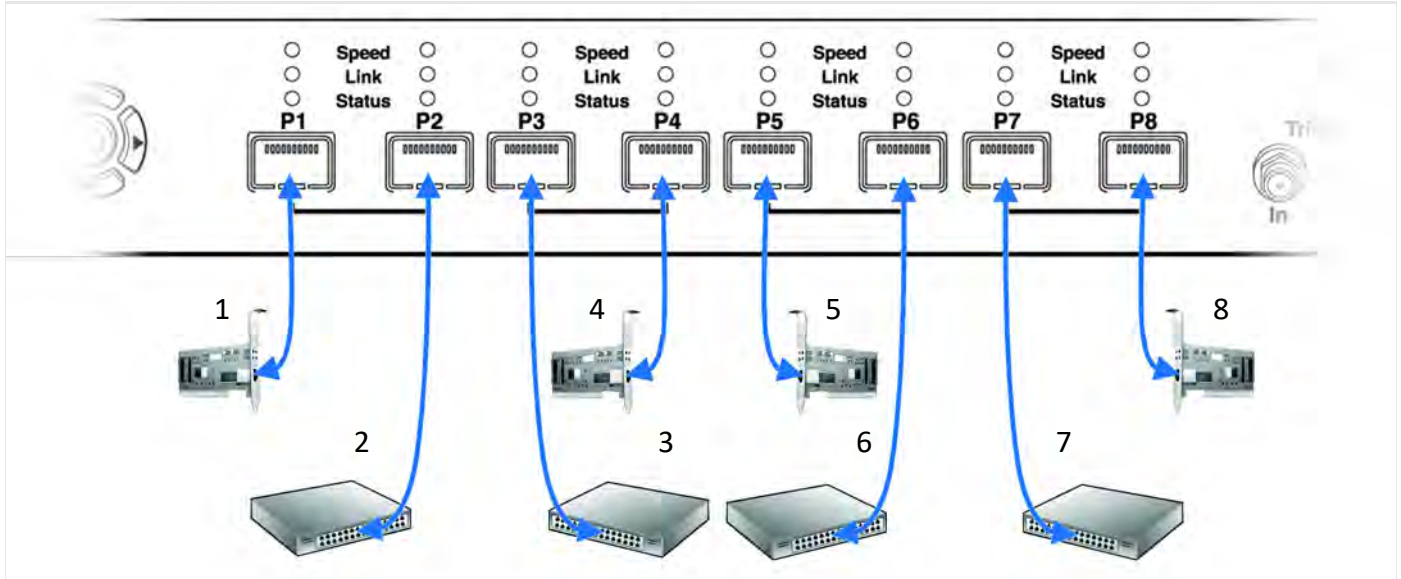 Speed Speed Speed Speed
Link Link Link Link
Status Status Status Status
P1 P2 P3 P4 P5 P6 P7 P8
In
1 4 5 8
2 3 6 7